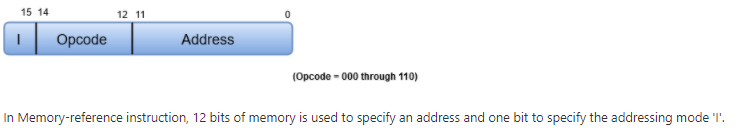 15 14 12 11 0
I Opcode Address
(Opcode = 000 through 110)
In Memory-reference instruction, 12 bits of memory is used to specify an address and one bit to specify the addressing mode 'I'.